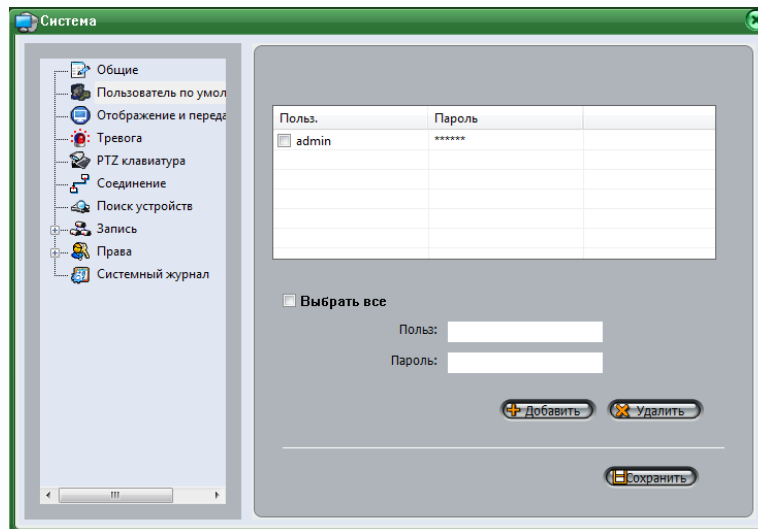 Система
Общие
Пользователь по умол
Отображение и переда
Тревога
PTZ клавиатура
Соединение
Поиск устройств
Запись
Права
Системный журнал
Польз. Пароль
admin ******
Выбрать все
Польз:
Пароль:
Добавить Удалить
Сохранить